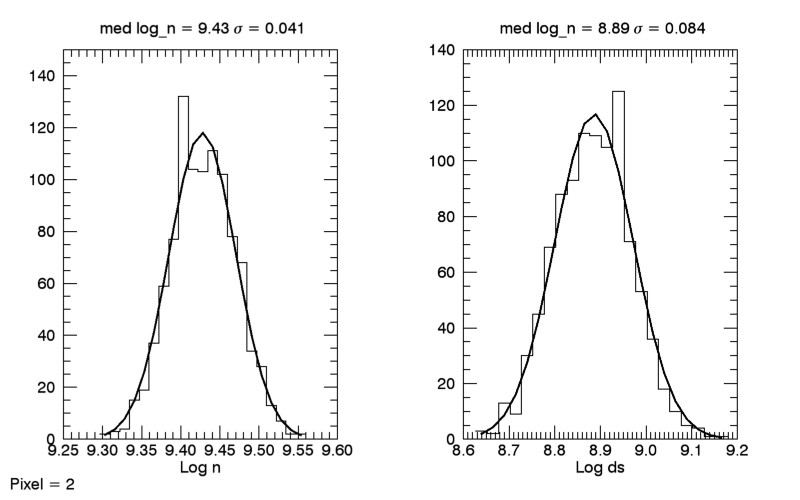 med log_n = 9.43 σ = 0.041
med log_n = 8.89 σ = 0.084
140
120
100
80
60
40
20
0
9.25 9.30 9.35 9.40 9.45 9.50 9.55 9.60
Log n
140
120
100
80
60
40
20
0
8.6 8.7 8.8 8.9 9.0 9.1 9.2
Log ds
Pixel = 2